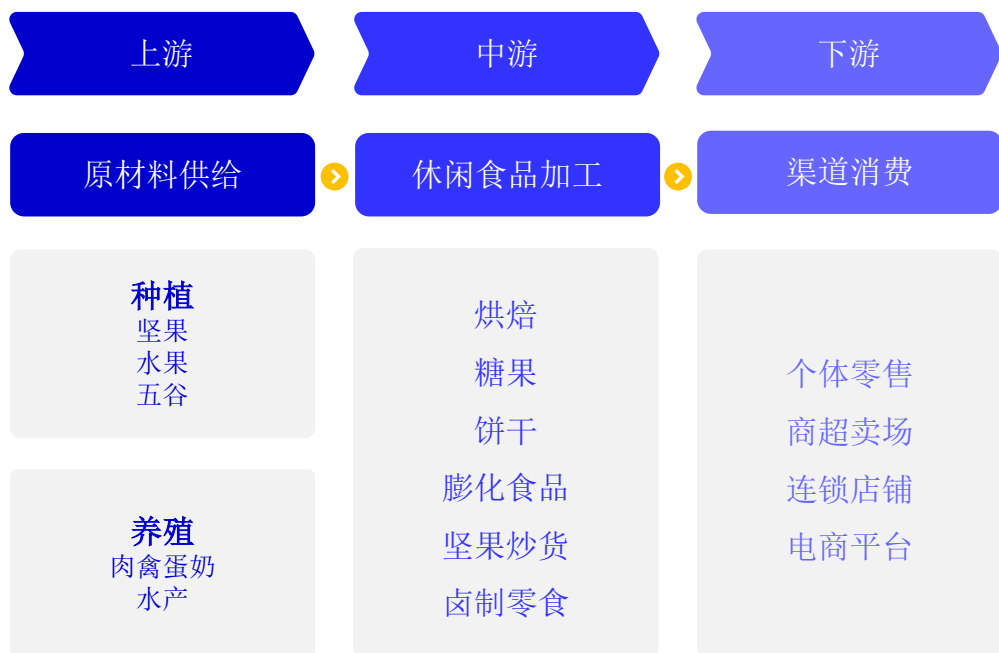 上游
中游
下游
原材料供给
休闲食品加工
渠道消费
种植
坚果
水果
五谷
养殖
肉禽蛋奶
水产
烘焙
糖果
饼干
膨化食品
坚果炒货
卤制零食
个体零售
商超卖场
连锁店铺
电商平台